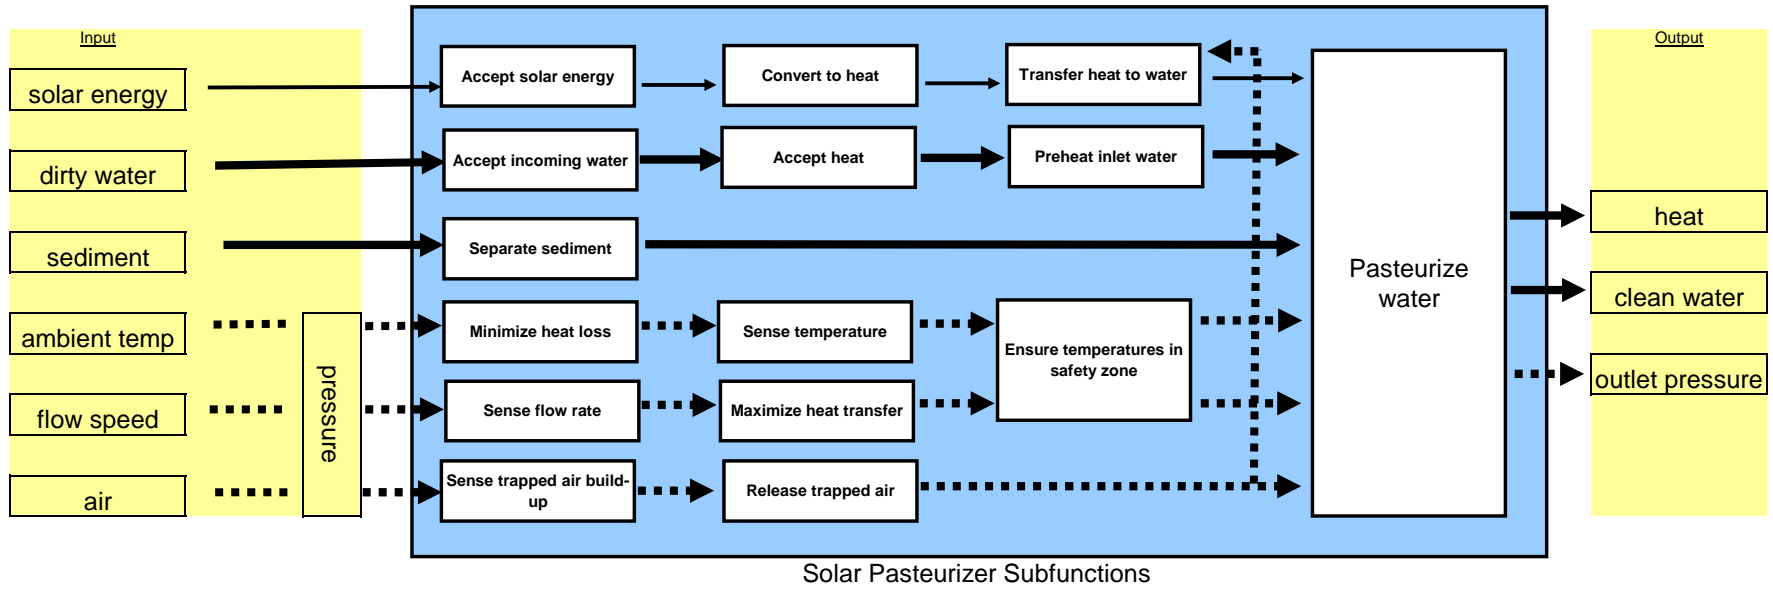 Input
Output
solar energy
Accept solar energy
Convert to heat
Transfer heat to water
dirty water
Accept incoming water
Accept heat
Preheat inlet water
heat
sediment
Separate sediment
Pasteurize
water
clean water
ambient temp
pressure
Minimize heat loss
Sense temperature
Ensure temperatures in
safety zone
outlet pressure
flow speed
Sense flow rate
Maximize heat transfer
air
Sense trapped air build-
up
Release trapped air
Solar Pasteurizer Subfunctions